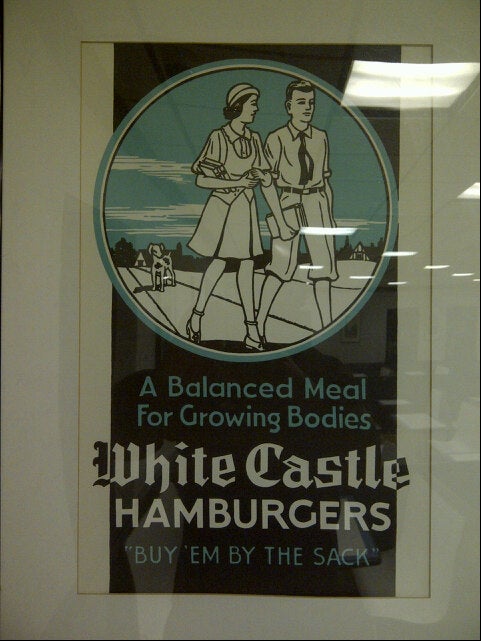 A Balanced Meal
For Growing Bodies
White Castle
HAMBURGERS
"BUY 'EM BY THE SACK"